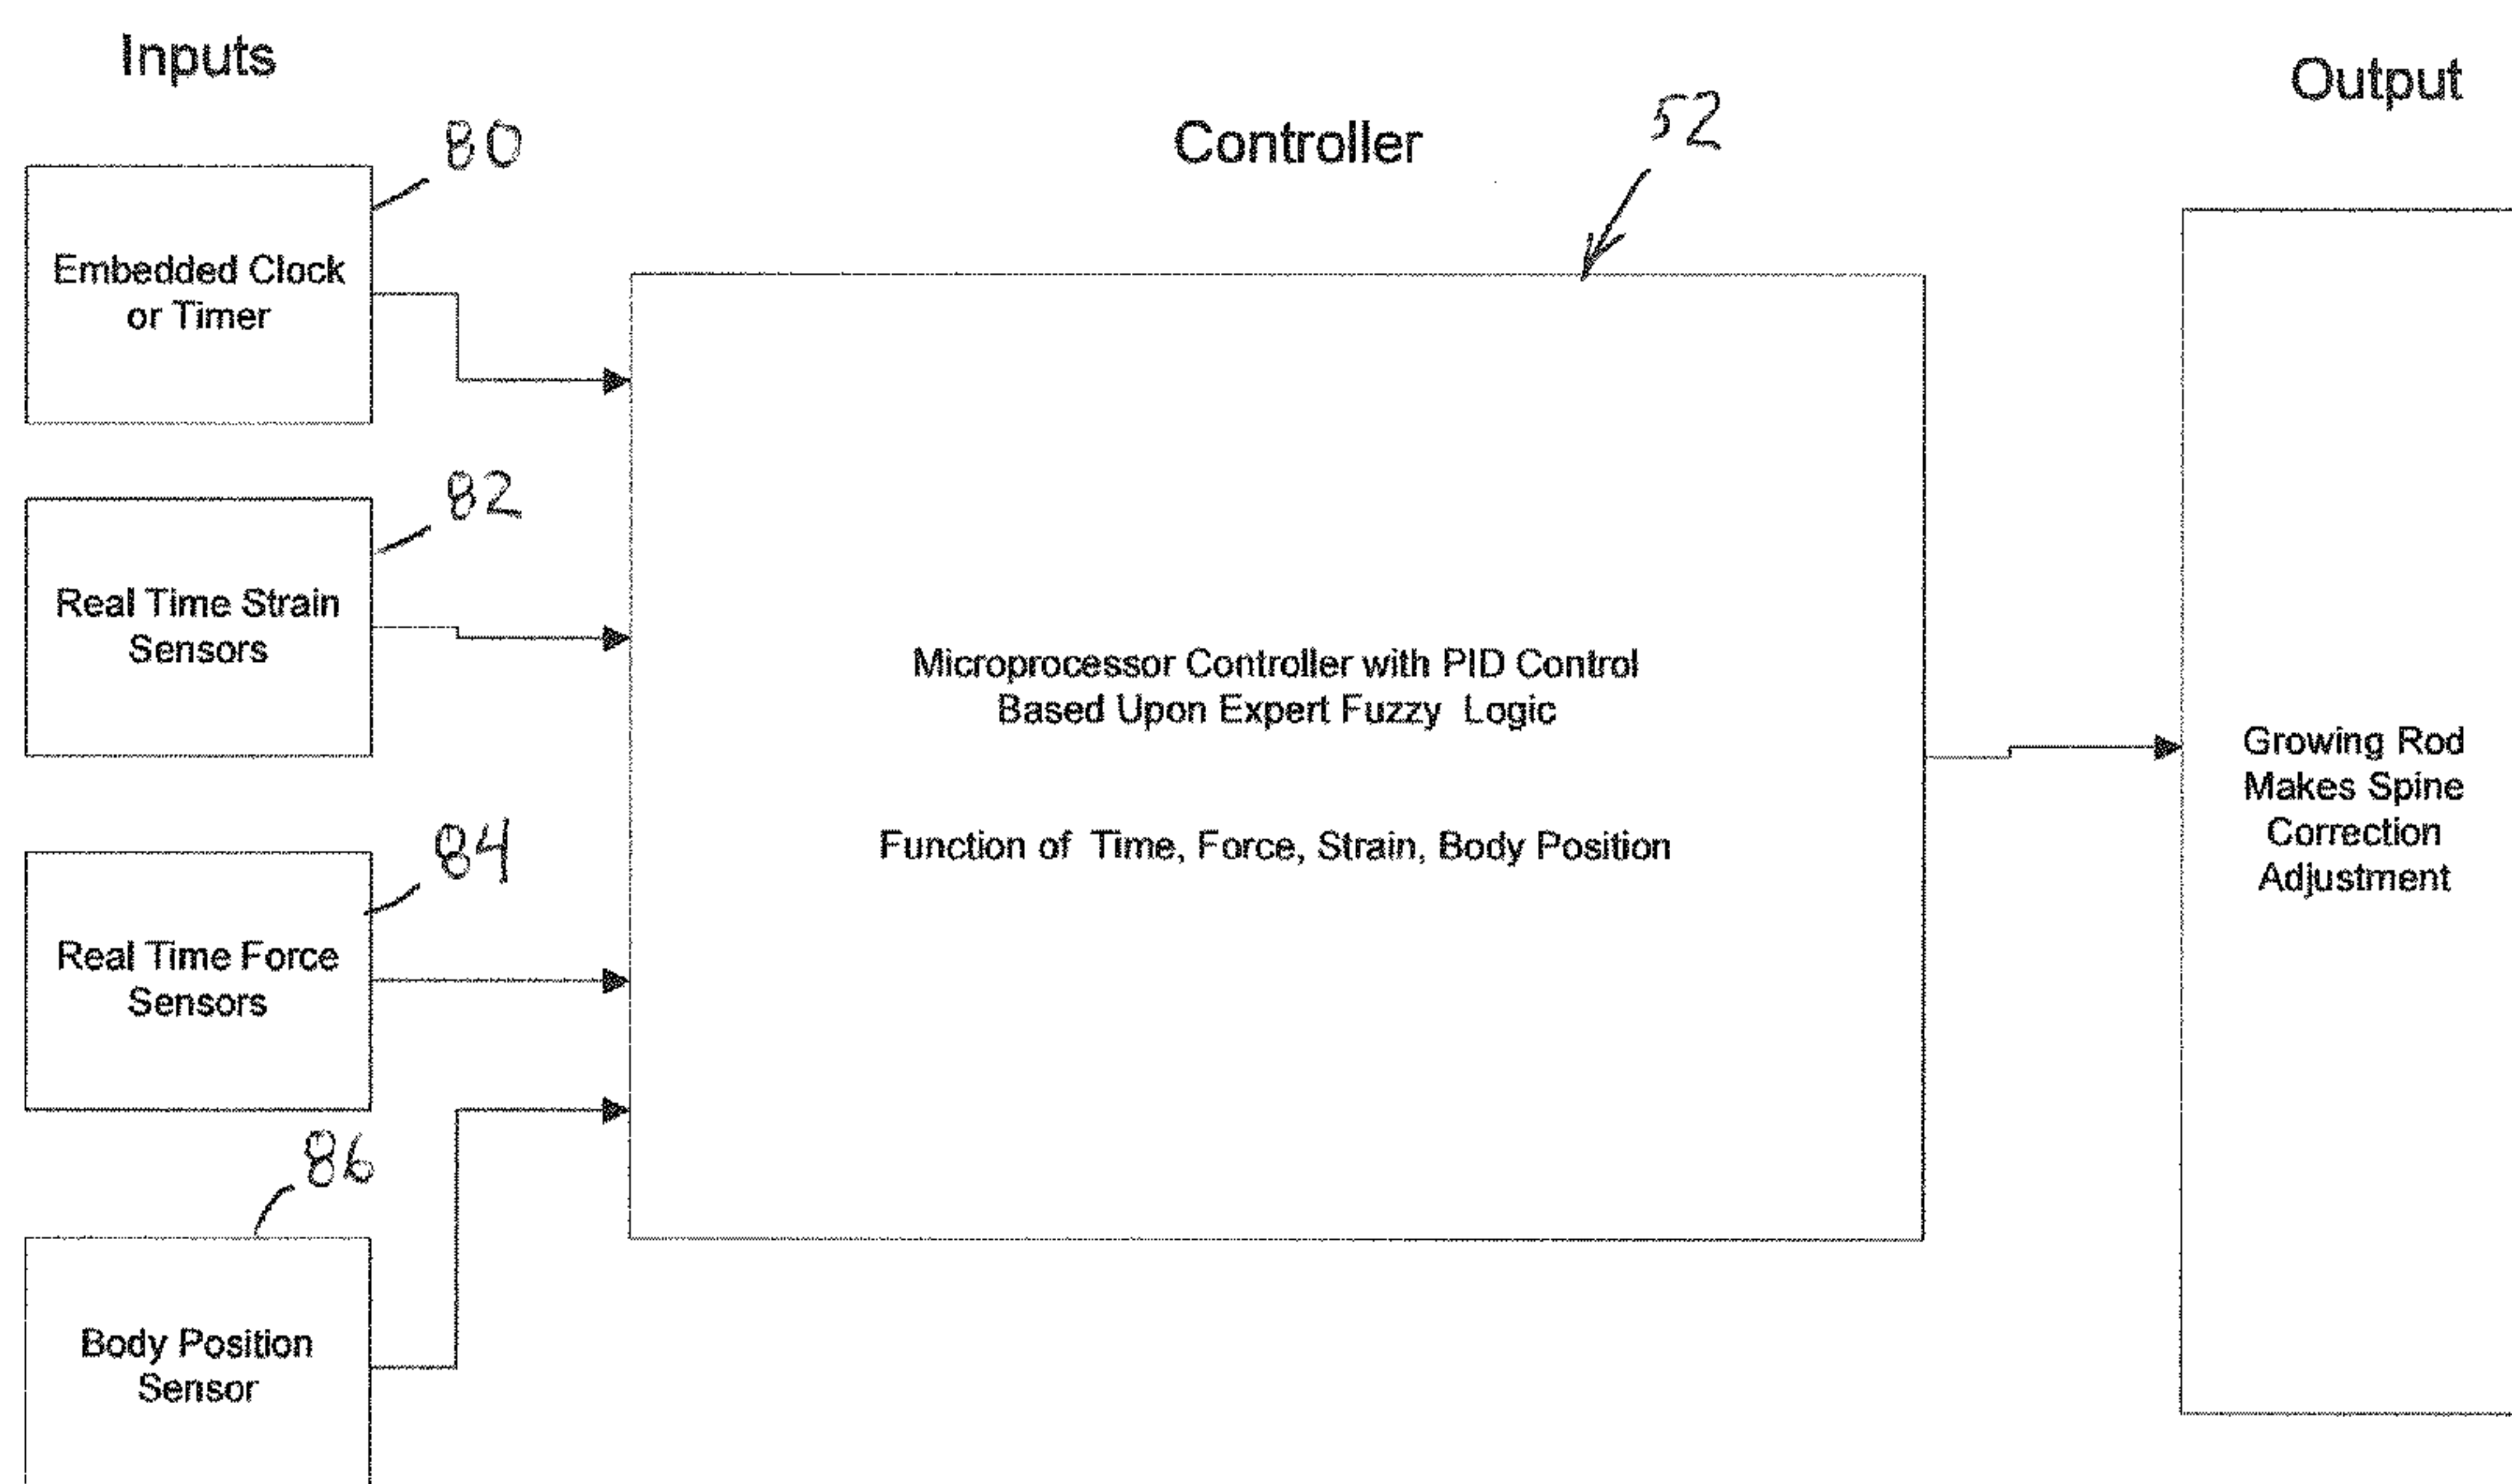 Inputs
Controller
Output
80
52
Embedded Clock
or Timer
82
Real Time Strain
Sensors
84
Real Time Force
Sensors
86
Body Position
Sensor
Microprocessor Controller with PID Control
Based Upon Expert Fuzzy Logic
Function of Time, Force, Strain, Body Position
Growing Rod
Makes Spine
Correction
Adjustment